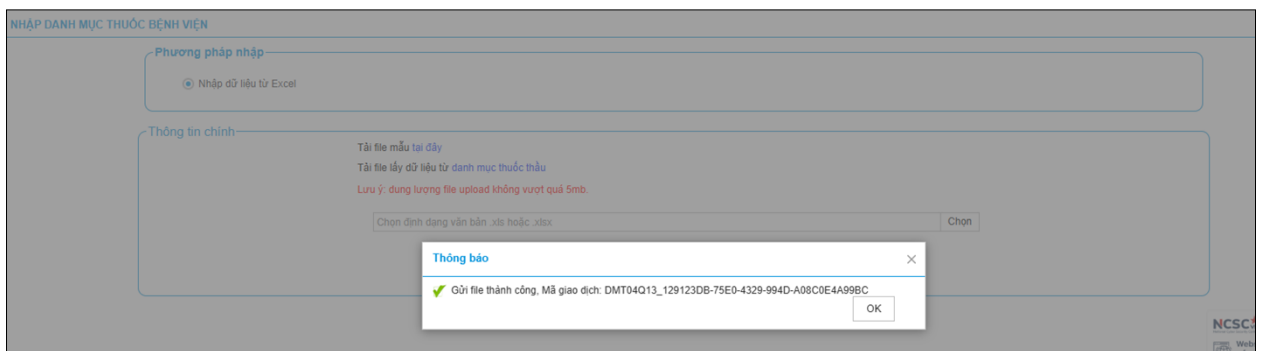 NHẬP DANH MỤC THUỐC BỆNH VIỆN
Phương pháp nhập
Nhập dữ liệu từ Excel
Thông tin chính
Tải file mẫu tại đây
Tải file lấy dữ liệu từ danh mục thuốc thầu
Lưu ý: dung lượng file upload không vượt quá 5mb.
Chọn định dạng văn bản .xls hoặc .xlsx
Chọn
Thông báo
Gửi file thành công, Mã giao dịch: DMT04Q13_129123DB-75E0-4329-994D-A08C0E4A99BC
OK
NCSC